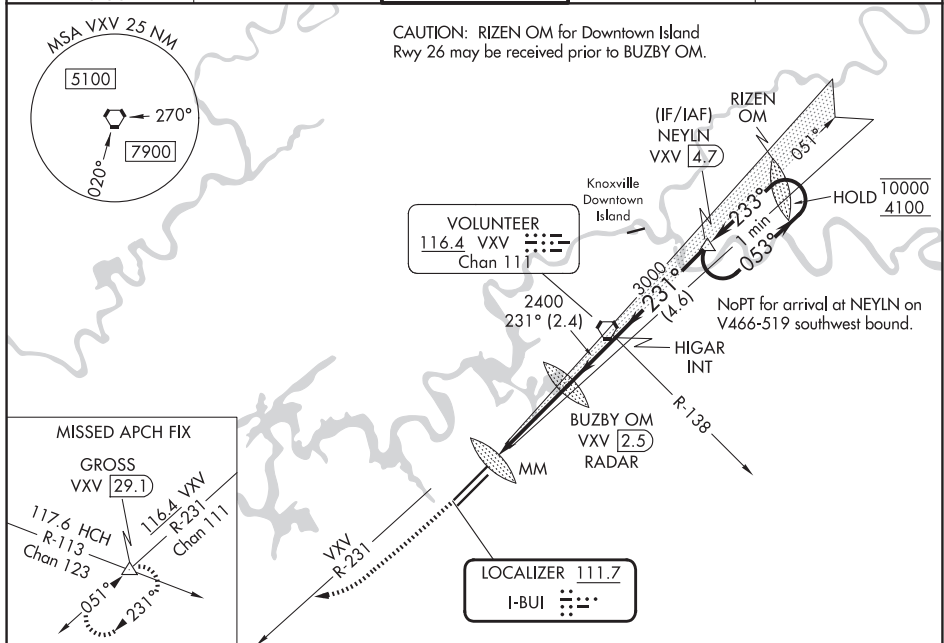 CAUTION: RIZEN OM for Downtown Island
Rwy 26 may be received prior to BUZBY OM.
MSA VXV 25 NM
5100
270°
7900
020°
RIZEN
OM
(IF/IAF)
NEYLN
VXV 4.7
051°
Knoxville
Downtown
Island
HOLD 10000
4100
233°
1 min
053°
VOLUNTEER
116.4 VXV
Chan 111
3000
231°
(4.6)
NoPT for arrival at NEYLN on
V466-519 southwest bound.
2400
231° (2.4)
HIGAR
INT
R-138
BUZBY OM
VXV 2.5
RADAR
MM
MISSED APCH FIX
GROSS
VXV 29.1
116.4 VXV
R-231
Chan 111
117.6 HCH
R-113
Chan 123
051°
231°
VXV
R-231
LOCALIZER 111.7
I-BUI